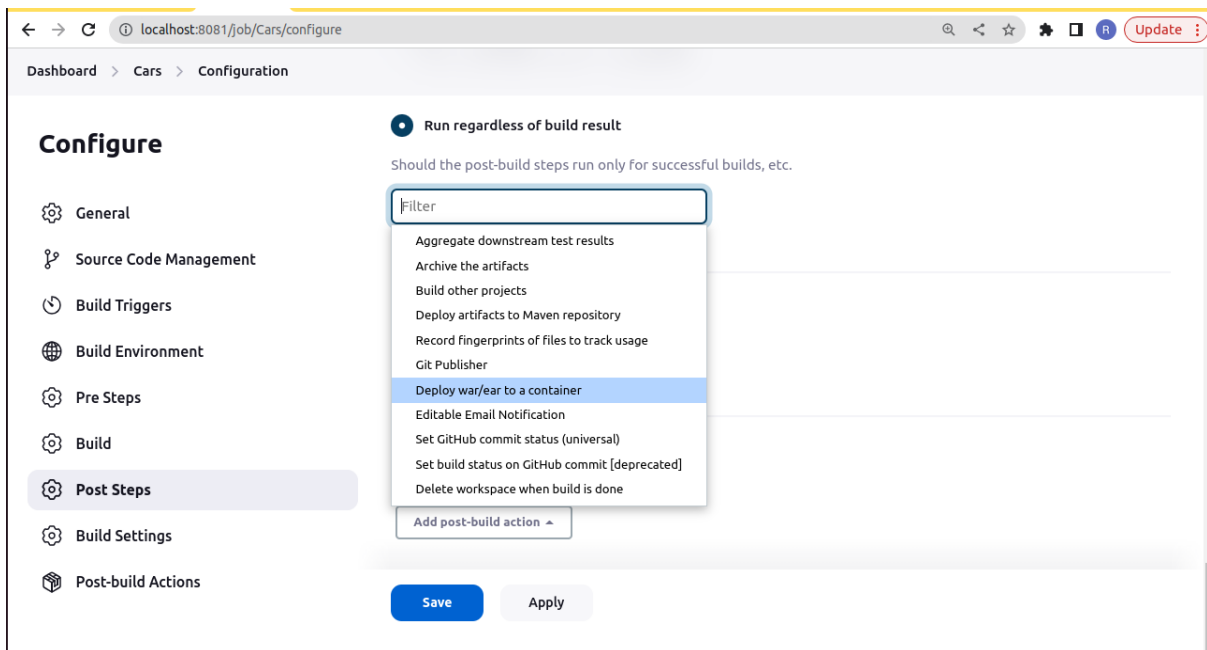 localhost:8081/job/Cars/configure
R
Update
Dashboard > Cars > Configuration
Configure
General
Source Code Management
Build Triggers
Build Environment
Pre Steps
Build
Post Steps
Build Settings
Post-build Actions
Run regardless of build result
Should the post-build steps run only for successful builds, etc.
Filter
Aggregate downstream test results
Archive the artifacts
Build other projects
Deploy artifacts to Maven repository
Record fingerprints of files to track usage
Git Publisher
Deploy war/ear to a container
Editable Email Notification
Set GitHub commit status (universal)
Set build status on GitHub commit [deprecated]
Delete workspace when build is done
Add post-build action
Save Apply